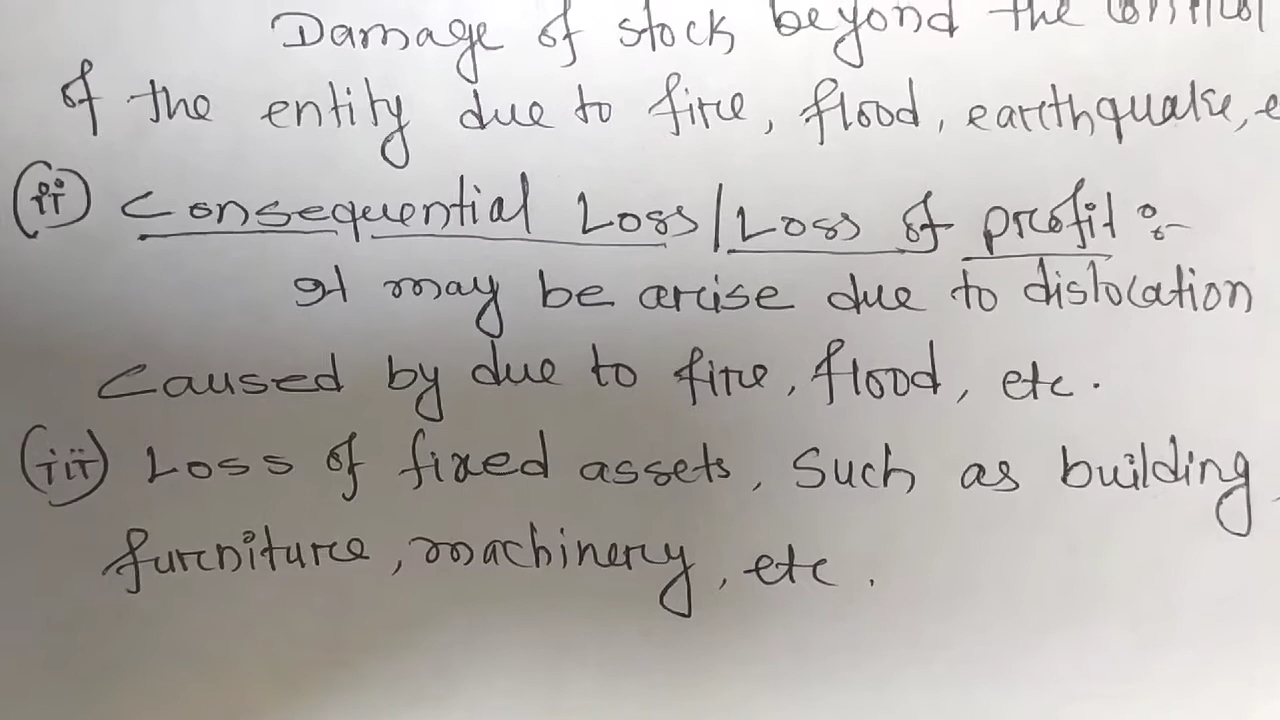 Damage of stock beyond the control
of the entity due to fire, flood, earthquake, e
(ii) Consequential Loss/Loss of profit :-
It may be arise due to dislocation
Caused by due to fire, flood, etc.
(iii) Loss of fixed assets, Such as building,
furniture, machinery, etc.